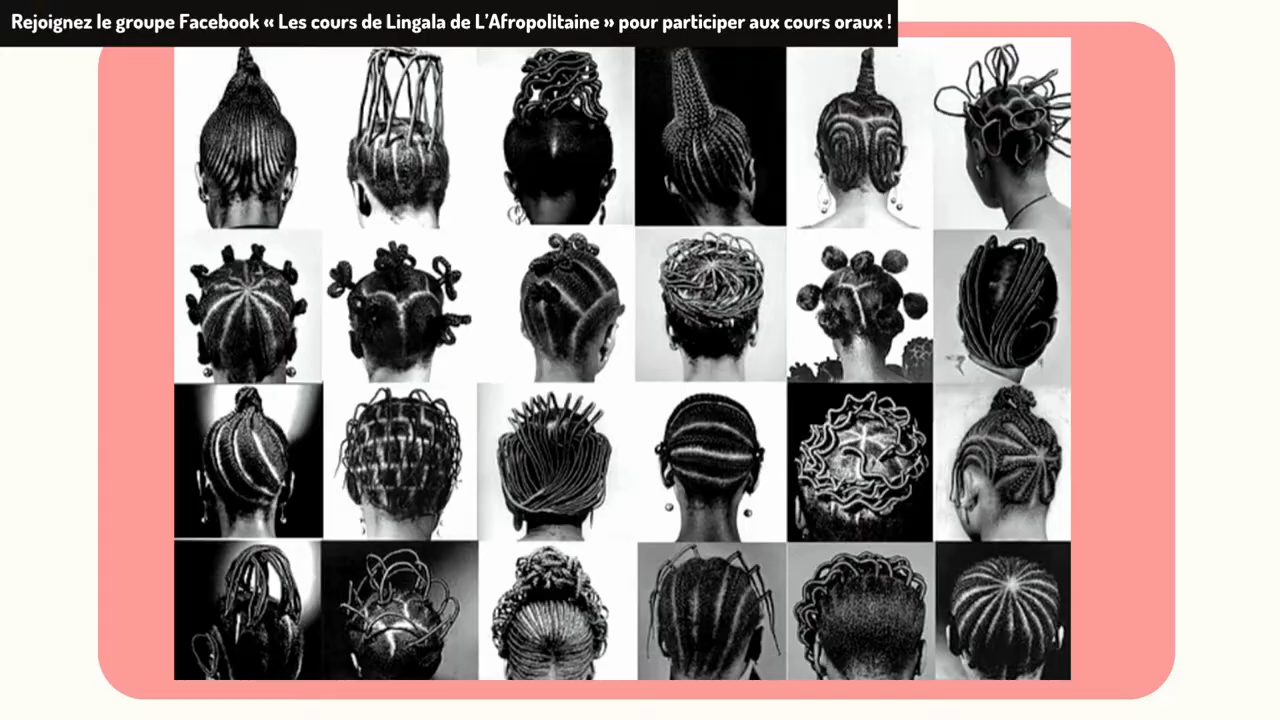 Rejoignez le groupe Facebook « Les cours de Lingala de L’Afropolitaine » pour participer aux cours oraux !